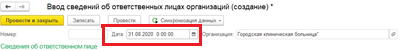 Ввод сведений об ответственных лицах организаций (создание) *
Провести и закрыть Записать Провести Синхронизация данных
Номер: Дата: 31.08.2020 0:00:00 Организация: Городская клиническая больница"
Сведения об ответственном лице